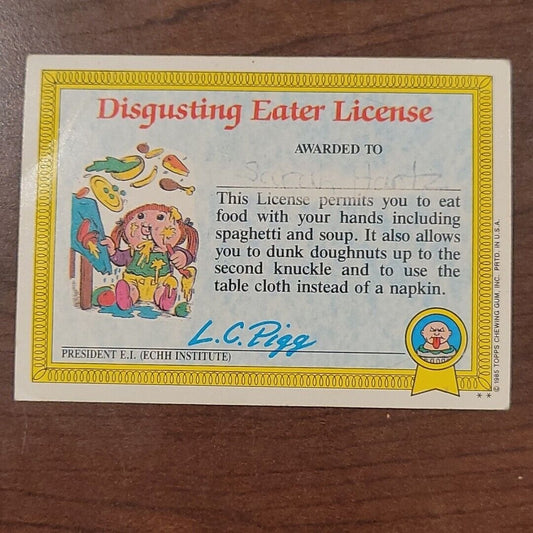 Disgusting Eater License
AWARDED TO
Hartz
This License permits you to eat
food with your hands including
spaghetti and soup. It also allows
you to dunk doughnuts up to the
second knuckle and to use the
table cloth instead of a napkin.
L.C. Pigg
PRESIDENT E.I. (ECHH INSTITUTE)
© 1985 TOPPS CHEWING GUM, INC. PRTD. IN U.S.A.
**